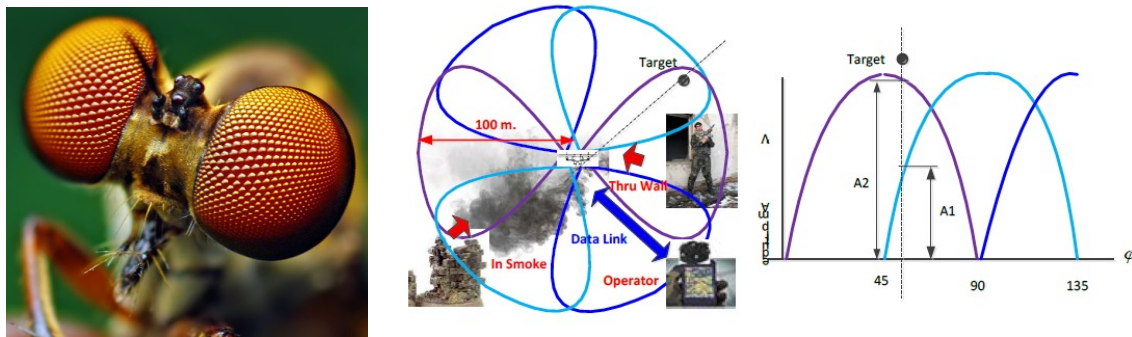 Target
100 m.
Thru Wall
Data Link
In Smoke
Operator
Target
A2
A1
45
90
135
φ